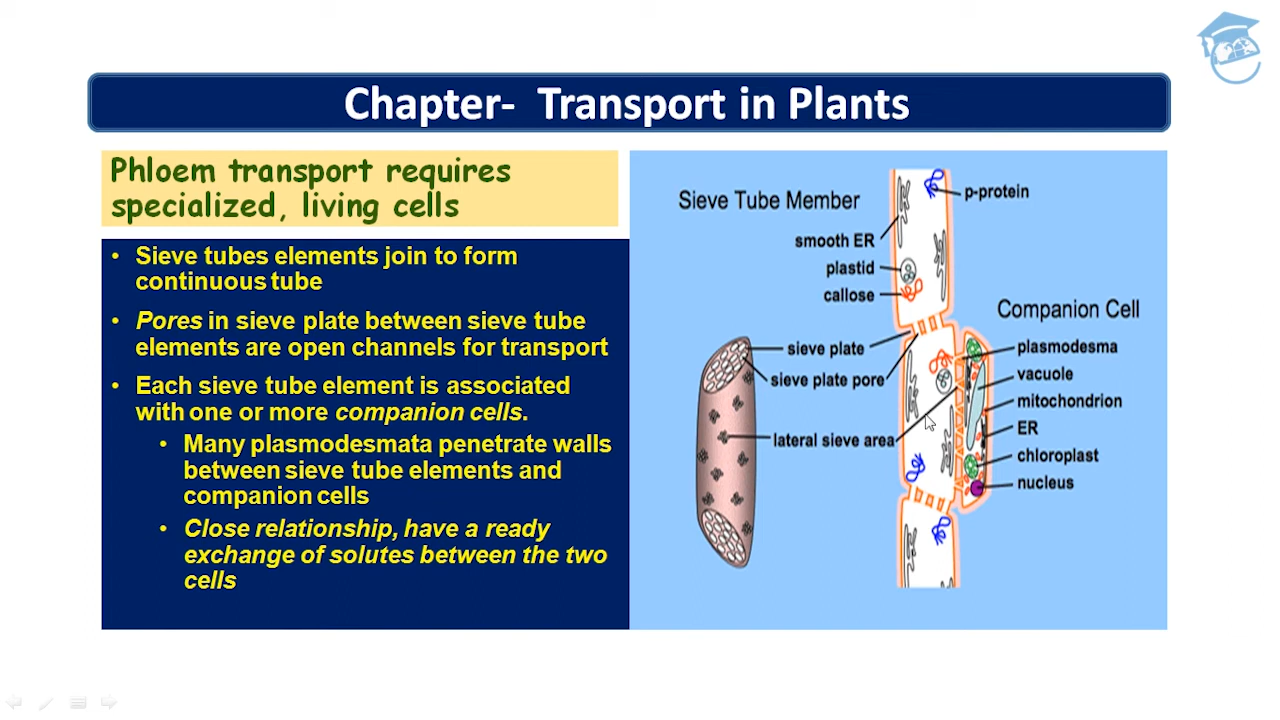 Chapter-  Transport in Plants
Phloem transport requires
specialized, living cells
• Sieve tubes elements join to form
continuous tube
• Pores in sieve plate between sieve tube
elements are open channels for transport
• Each sieve tube element is associated
with one or more companion cells.
• Many plasmodesmata penetrate walls
between sieve tube elements and
companion cells
• Close relationship, have a ready
exchange of solutes between the two
cells
Sieve Tube Member
p-protein
smooth ER
plastid
callose
Companion Cell
sieve plate
plasmodesma
sieve plate pore
vacuole
mitochondrion
lateral sieve area
ER
chloroplast
nucleus